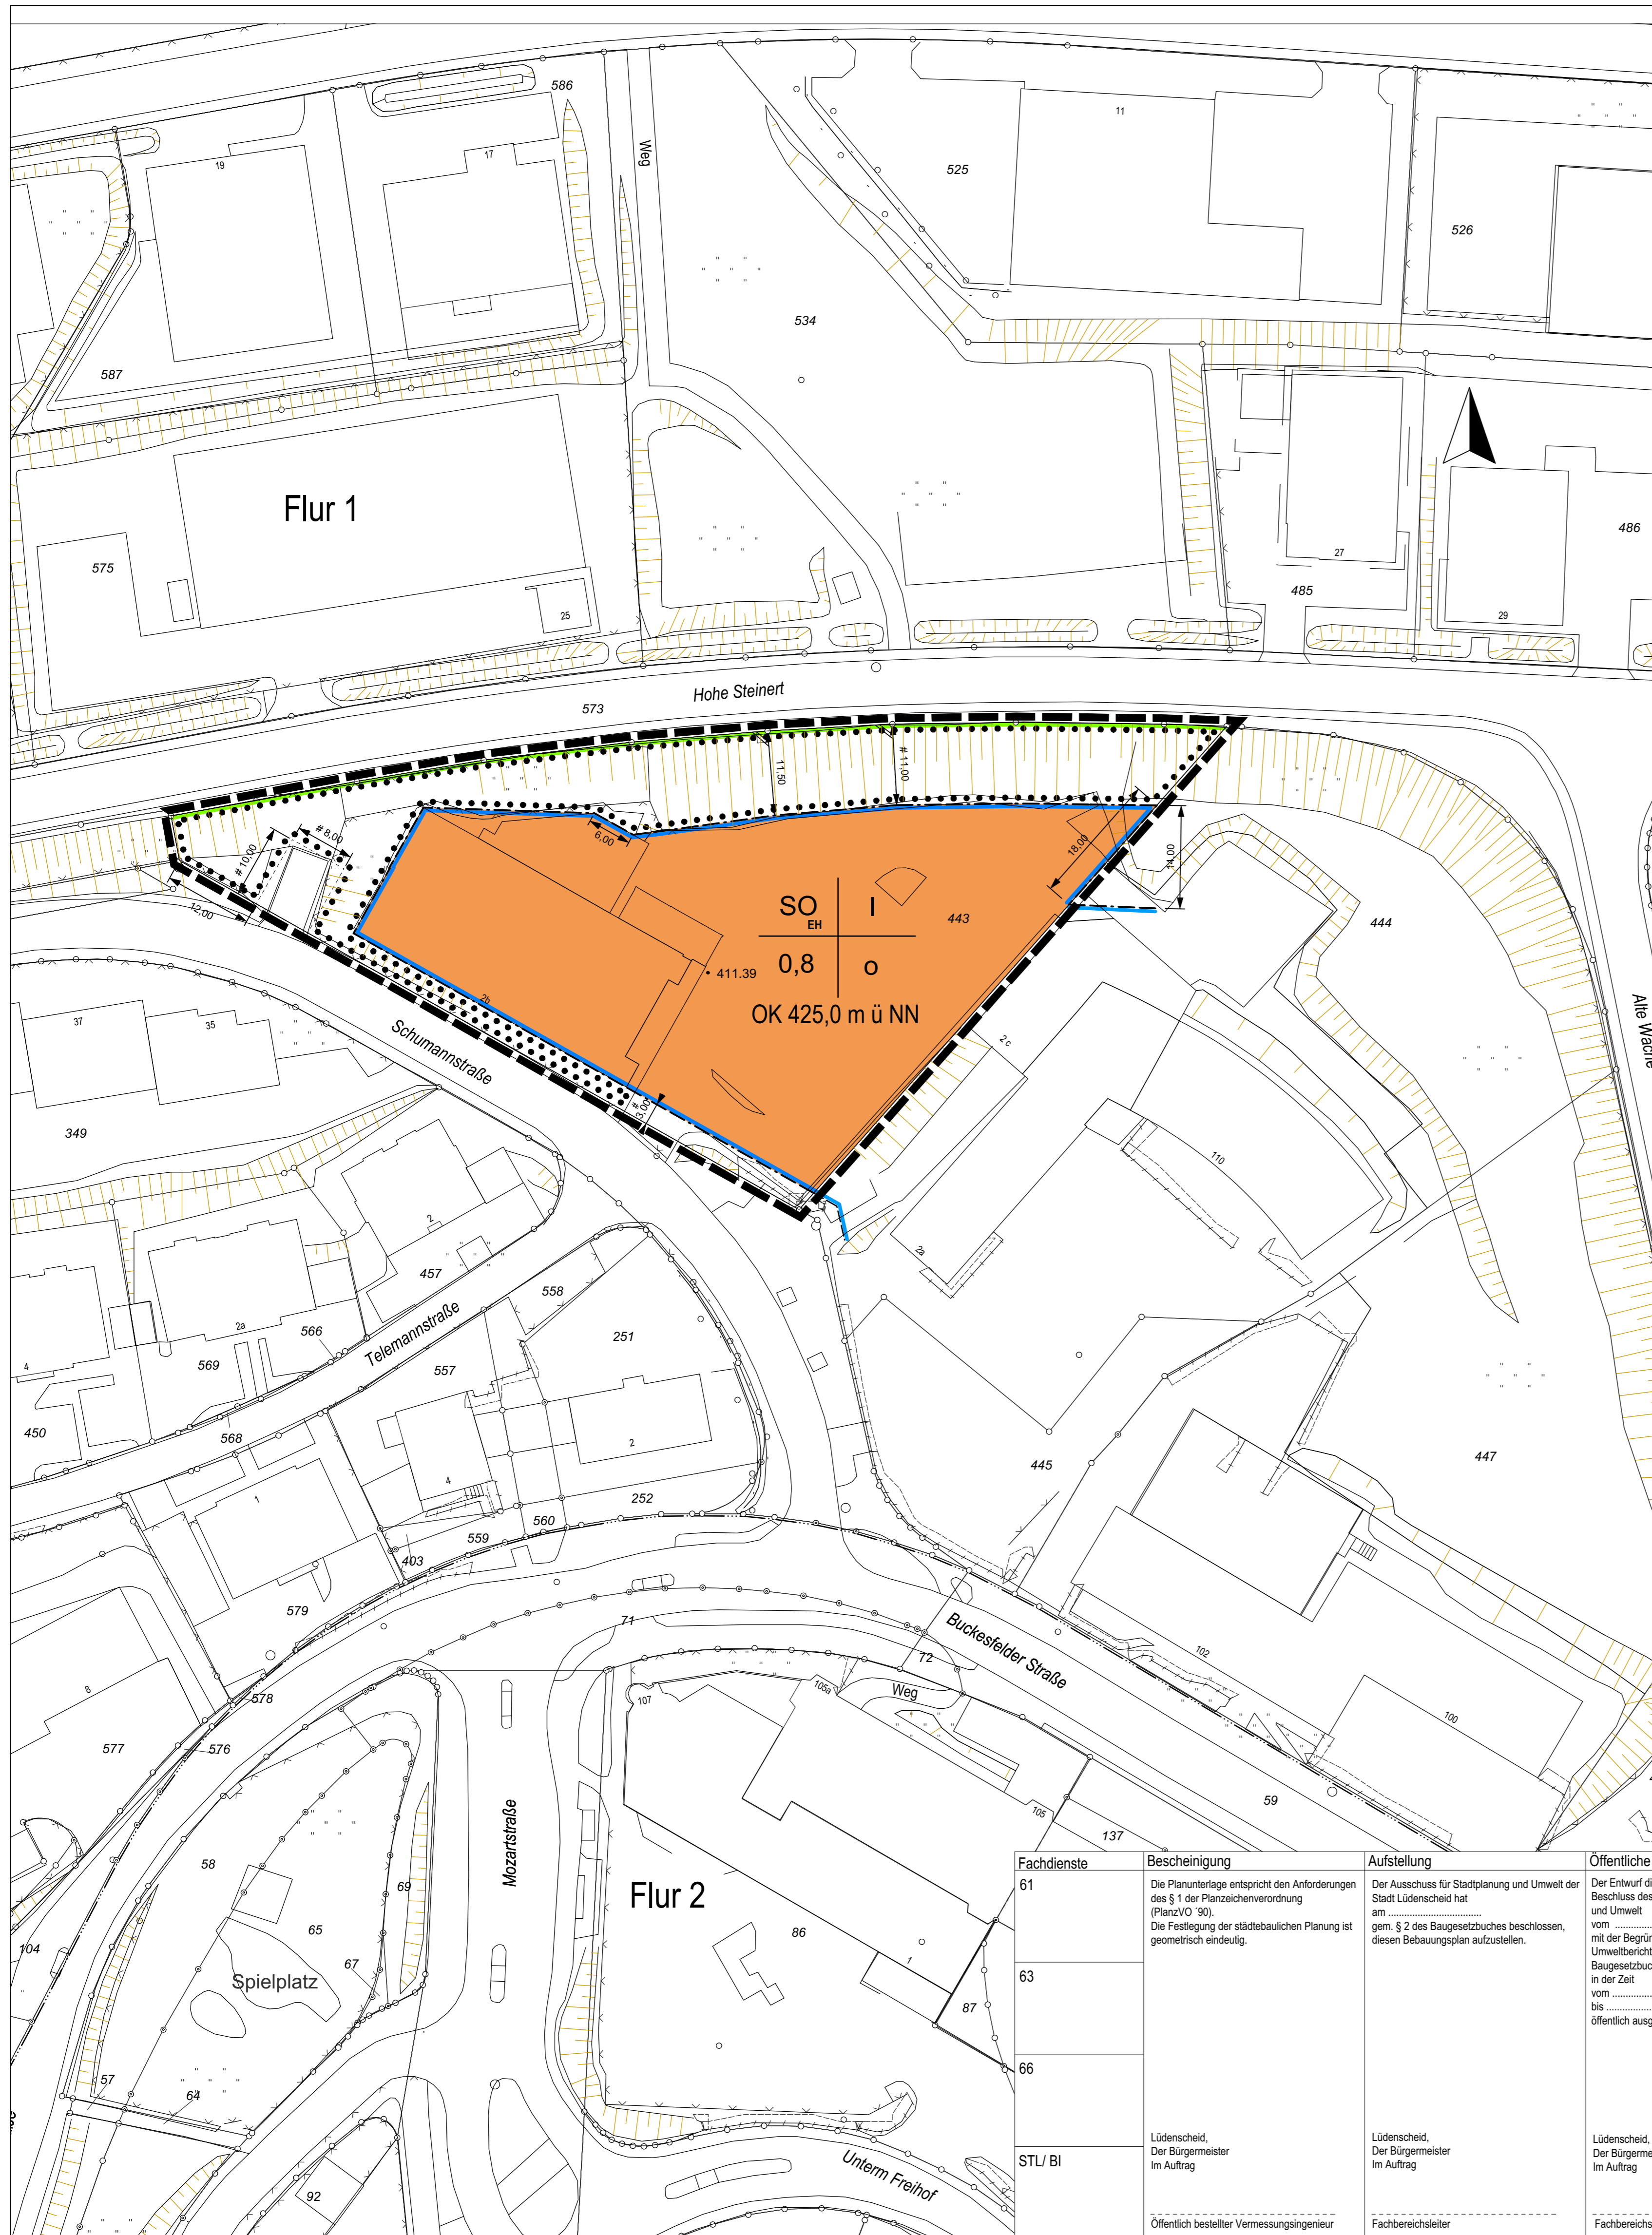 586
19
17
Weg
11
525
526
534
587
Flur 1
575
25
27
485
486
29
Hohe Steinert
573
11,50
# 11,00
# 8,00
# 10,00
12,00
6,00
18,00
14,00
SO
EH
I
443
444
0,8
o
411.39
OK 425,0 m ü NN
2b
37
35
Schumannstraße
2 c
Alte Wache
349
#
3,00
110
2
2a
457
558
251
2a
566
Telemannstraße
4
569
557
450
568
2
445
447
4
1
252
560
559
403
579
71
Buckesfelder Straße
72
102
8
578
107
105a
Weg
100
577
576
Mozartstraße
59
105
137
58
69
Flur 2
65
86
104
67
1
Spielplatz
87
57
64
Unterm Freihof
92
Fachdienste
61
63
66
STL/ BI
Bescheinigung
Die Planunterlage entspricht den Anforderungen
des § 1 der Planzeichenverordnung
(PlanzVO ´90).
Die Festlegung der städtebaulichen Planung ist
geometrisch eindeutig.
Lüdenscheid,
Der Bürgermeister
Im Auftrag
Öffentlich bestellter Vermessungsingenieur
Aufstellung
Der Ausschuss für Stadtplanung und Umwelt der
Stadt Lüdenscheid hat
am ..................................
gem. § 2 des Baugesetzbuches beschlossen,
diesen Bebauungsplan aufzustellen.
Lüdenscheid,
Der Bürgermeister
Im Auftrag
Fachbereichsleiter
Öffentliche
Der Entwurf di
Beschluss des
und Umwelt
vom ..............
mit der Begrün
Umweltbericht
Baugesetzbuc
in der Zeit
vom ...............
bis .................
öffentlich ausg
Lüdenscheid,
Der Bürgerme
Im Auftrag
Fachbereichs